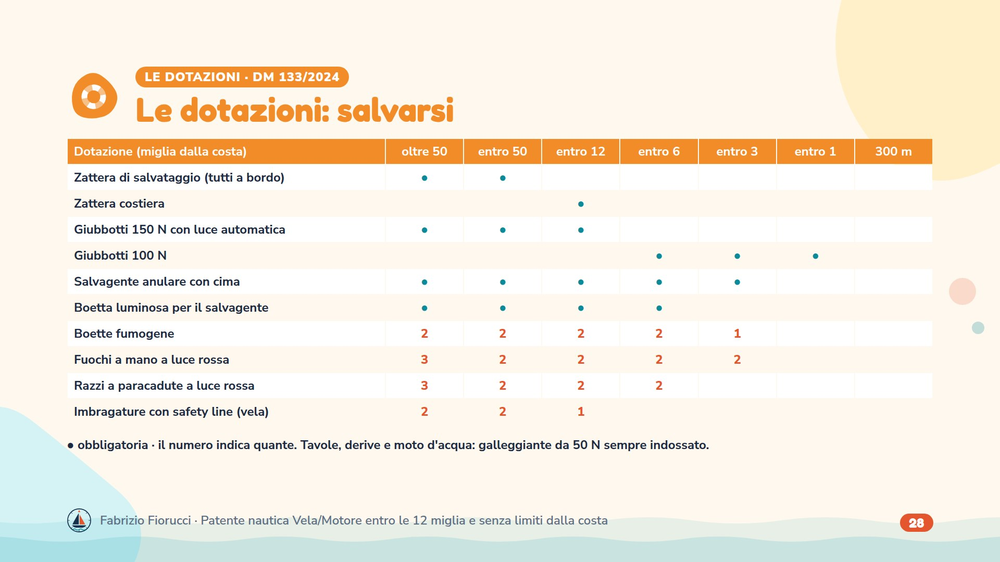 LE DOTAZIONI · DM 133/2024
Le dotazioni: salvarsi
Dotazione (miglia dalla costa) oltre 50 entro 50 entro 12 entro 6 entro 3 entro 1 300 m
Zattera di salvataggio (tutti a bordo) • •
Zattera costiera •
Giubbotti 150 N con luce automatica • • •
Giubbotti 100 N • • •
Salvagente anulare con cima • • • • •
Boetta luminosa per il salvagente • • • •
Boette fumogene 2 2 2 2 1
Fuochi a mano a luce rossa 3 2 2 2 2
Razzi a paracadute a luce rossa 3 2 2 2
Imbragature con safety line (vela) 2 2 1
• obbligatoria · il numero indica quante. Tavole, derive e moto d'acqua: galleggiante da 50 N sempre indossato.
Fabrizio Fiorucci · Patente nautica Vela/Motore entro le 12 miglia e senza limiti dalla costa
28